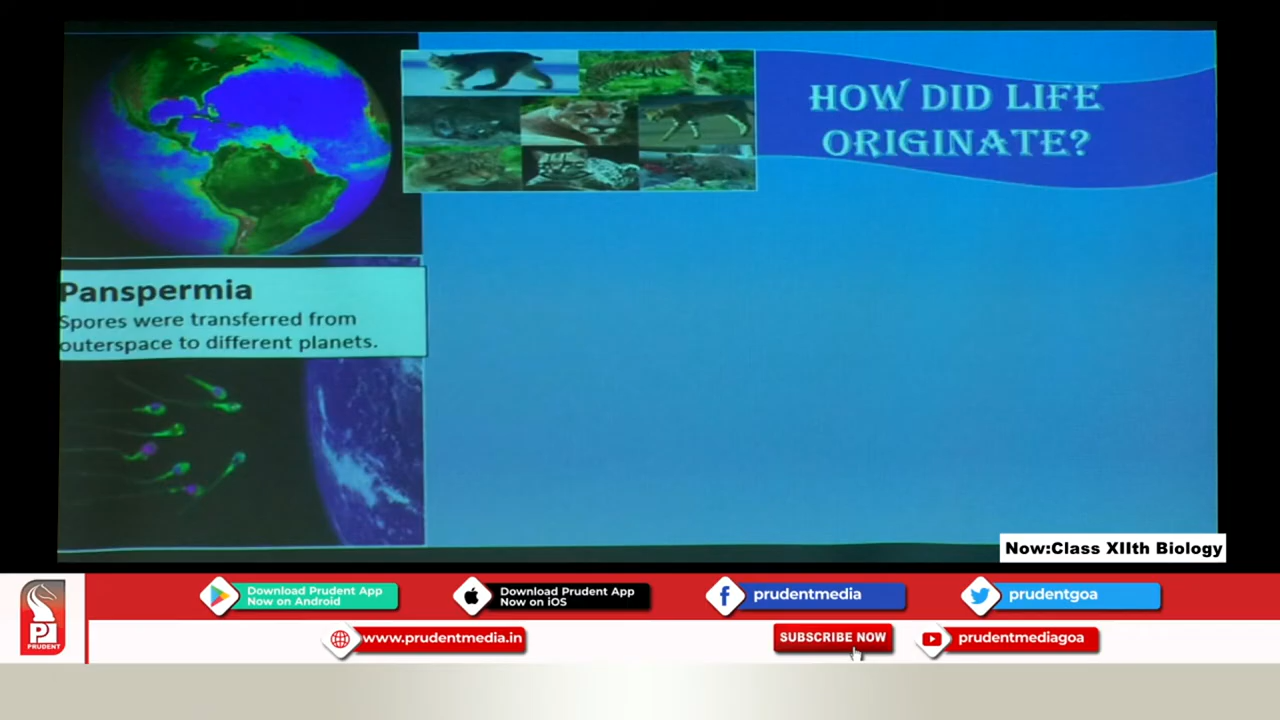 HOW DID LIFE
ORIGINATE?
Panspermia
Spores were transferred from
outerspace to different planets.
Now:Class XIIth Biology
Download Prudent App
Now on Android
Download Prudent App
Now on iOS
prudentmedia
prudentgoa
PRUDENT
www.prudentmedia.in
SUBSCRIBE NOW
prudentmediagoa